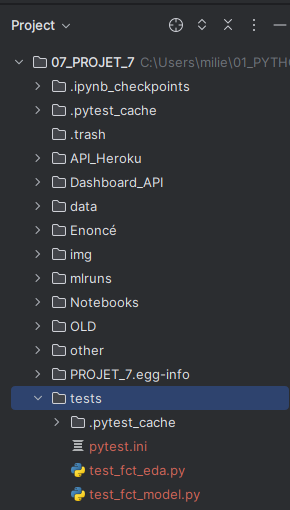 Project
07_PROJET_7 C:\Users\milie\01_PYTH
.ipynb_checkpoints
.pytest_cache
.trash
API_Heroku
Dashboard_API
data
Enoncé
img
mlruns
Notebooks
OLD
other
PROJET_7.egg-info
tests
.pytest_cache
pytest.ini
test_fct_eda.py
test_fct_model.py